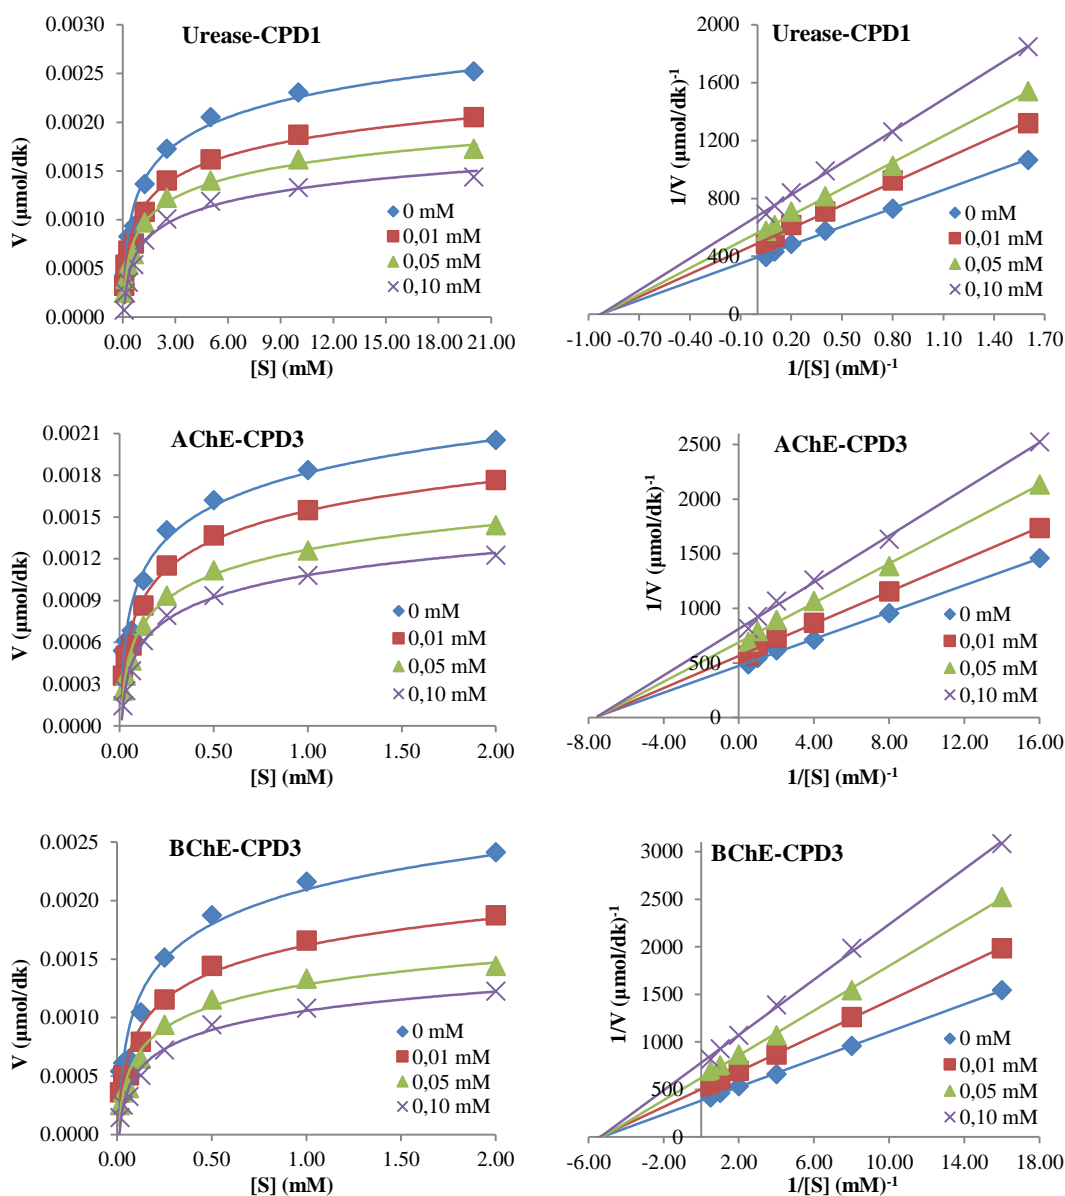 Urease-CPD1
V (µmol/dk)
0.0030
0.0025
0.0020
0.0015
0.0010
0.0005
0.0000
0 mM
0,01 mM
0,05 mM
0,10 mM
0.00 3.00 6.00 9.00 12.00 15.00 18.00 21.00
[S] (mM)
Urease-CPD1
1/V (µmol/dk)-1
2000
1600
1200
800
400
0
0 mM
0,01 mM
0,05 mM
0,10 mM
-1.00 -0.70 -0.40 -0.10 0.20 0.50 0.80 1.10 1.40 1.70
1/[S] (mM)-1
AChE-CPD3
V (µmol/dk)
0.0021
0.0018
0.0015
0.0012
0.0009
0.0006
0.0003
0.0000
0 mM
0,01 mM
0,05 mM
0,10 mM
0.00 0.50 1.00 1.50 2.00
[S] (mM)
AChE-CPD3
1/V (µmol/dk)-1
2500
2000
1500
1000
500
0
0 mM
0,01 mM
0,05 mM
0,10 mM
-8.00 -4.00 0.00 4.00 8.00 12.00 16.00
1/[S] (mM)-1
BChE-CPD3
V (µmol/dk)
0.0025
0.0020
0.0015
0.0010
0.0005
0.0000
0 mM
0,01 mM
0,05 mM
0,10 mM
0.00 0.50 1.00 1.50 2.00
[S] (mM)
BChE-CPD3
1/V (µmol/dk)-1
3000
2500
2000
1500
1000
500
0
0 mM
0,01 mM
0,05 mM
0,10 mM
-6.00 -2.00 2.00 6.00 10.00 14.00 18.00
1/[S] (mM)-1